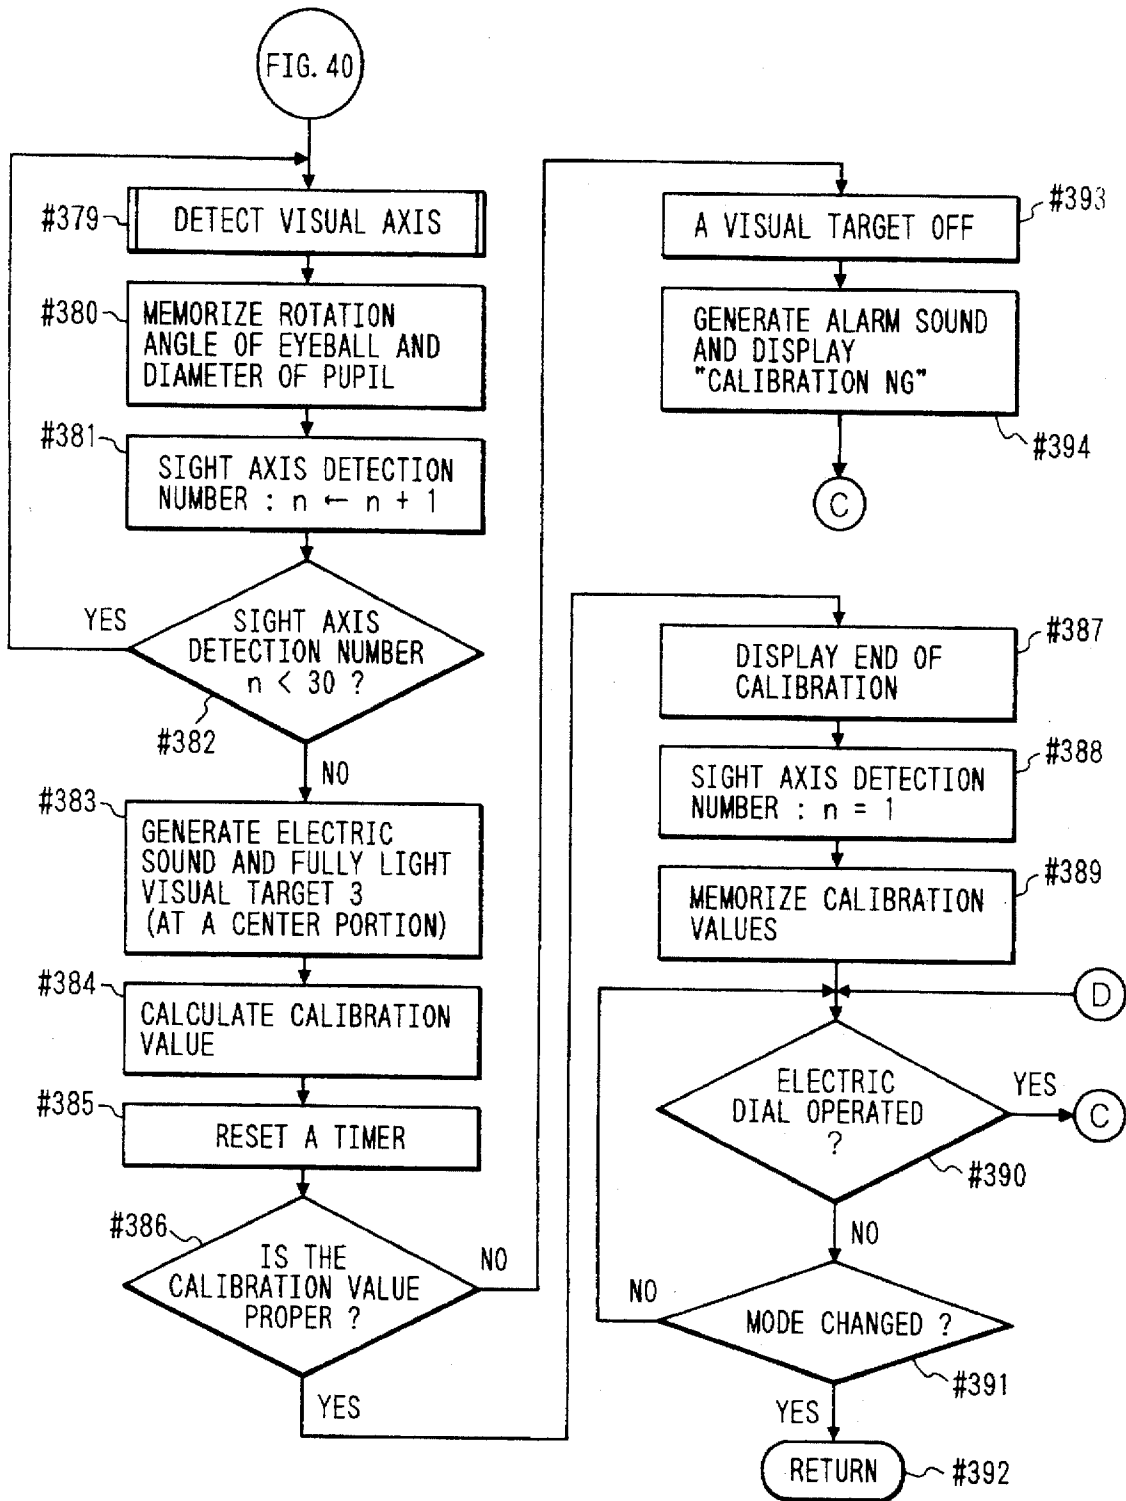 FIG. 40
#379
DETECT VISUAL AXIS
#380
MEMORIZE ROTATION
ANGLE OF EYEBALL AND
DIAMETER OF PUPIL
#381
SIGHT AXIS DETECTION
NUMBER : n ← n + 1
YES
SIGHT AXIS
DETECTION NUMBER
n < 30 ?
#382
NO
#383
GENERATE ELECTRIC
SOUND AND FULLY LIGHT
VISUAL TARGET 3
(AT A CENTER PORTION)
#384
CALCULATE CALIBRATION
VALUE
#385
RESET A TIMER
#386
IS THE
CALIBRATION VALUE
PROPER ?
NO
YES
#393
A VISUAL TARGET OFF
GENERATE ALARM SOUND
AND DISPLAY
"CALIBRATION NG"
#394
C
#387
DISPLAY END OF
CALIBRATION
#388
SIGHT AXIS DETECTION
NUMBER : n = 1
#389
MEMORIZE CALIBRATION
VALUES
D
ELECTRIC
DIAL OPERATED
?
YES
C
#390
NO
NO
MODE CHANGED ?
#391
YES
RETURN
#392